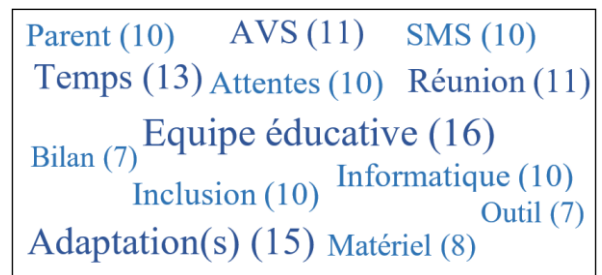 Parent (10) AVS (11) SMS (10)
Temps (13) Attentes (10) Réunion (11)
Equipe éducative (16)
Bilan (7)
Informatique (10)
Inclusion (10)
Outil (7)
Adaptation(s) (15) Matériel (8)